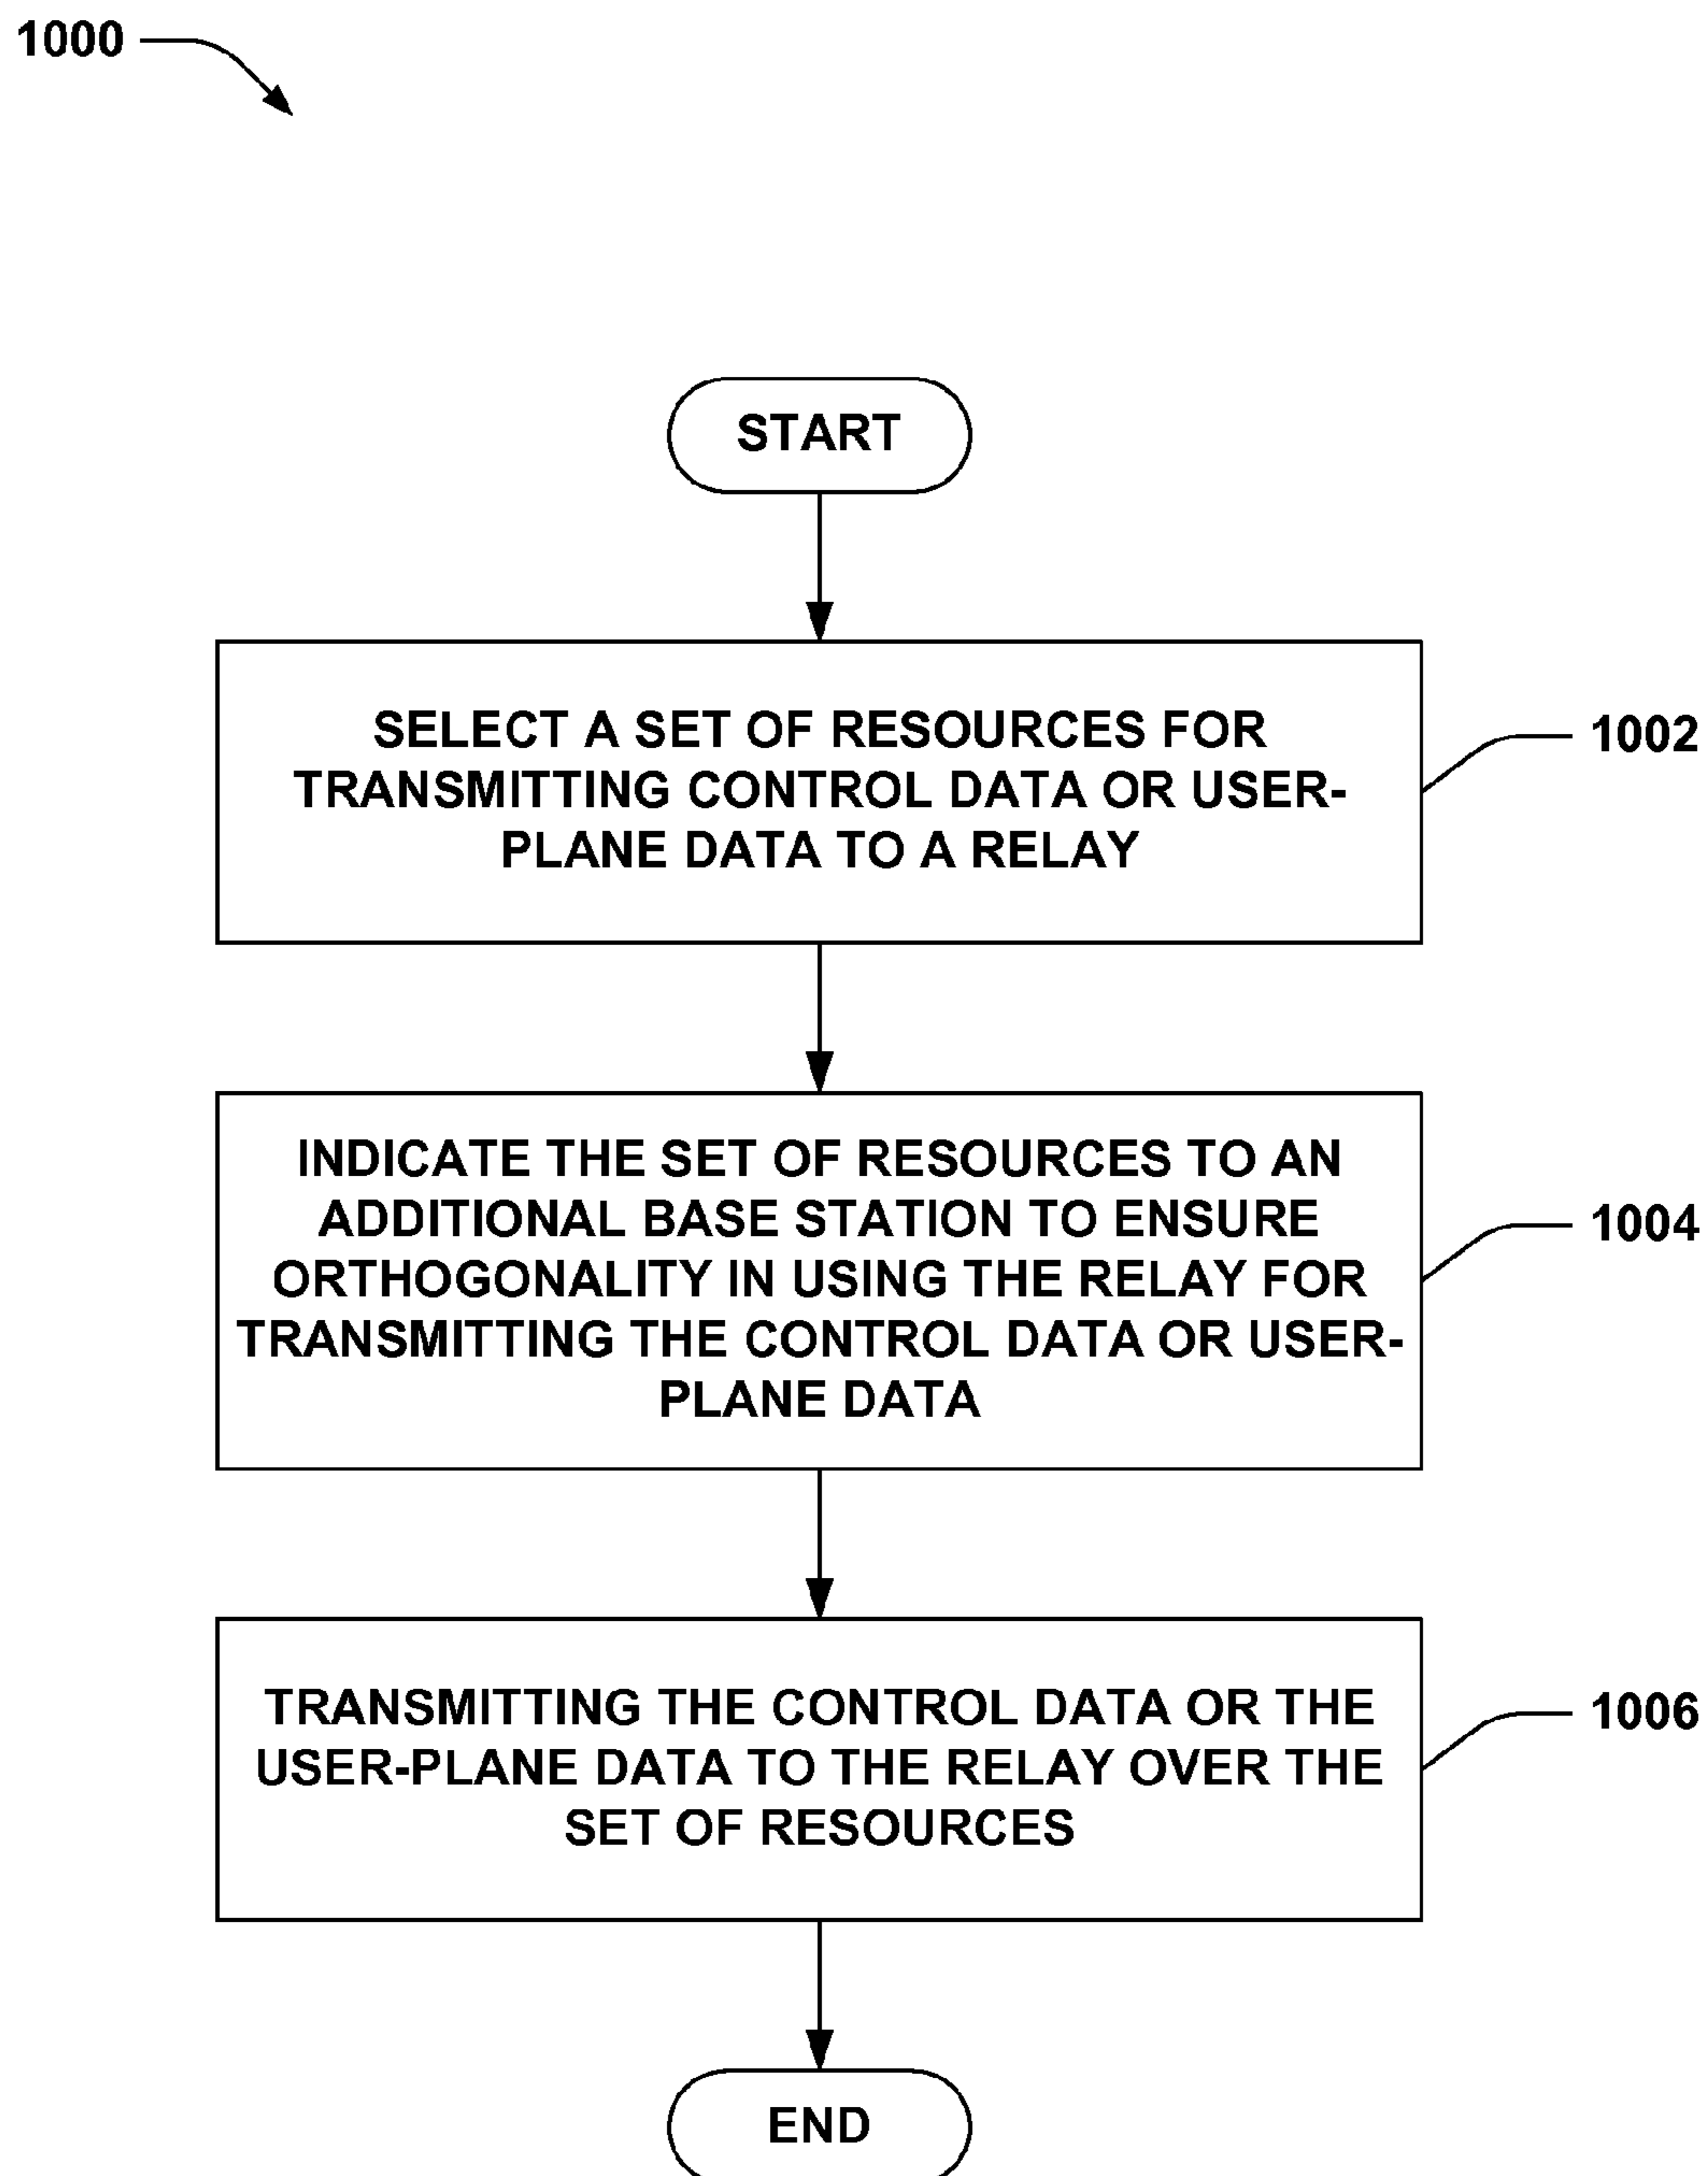 1000
START
SELECT A SET OF RESOURCES FOR
TRANSMITTING CONTROL DATA OR USER-
PLANE DATA TO A RELAY
1002
INDICATE THE SET OF RESOURCES TO AN
ADDITIONAL BASE STATION TO ENSURE
ORTHOGONALITY IN USING THE RELAY FOR
TRANSMITTING THE CONTROL DATA OR USER-
PLANE DATA
1004
TRANSMITTING THE CONTROL DATA OR THE
USER-PLANE DATA TO THE RELAY OVER THE
SET OF RESOURCES
1006
END